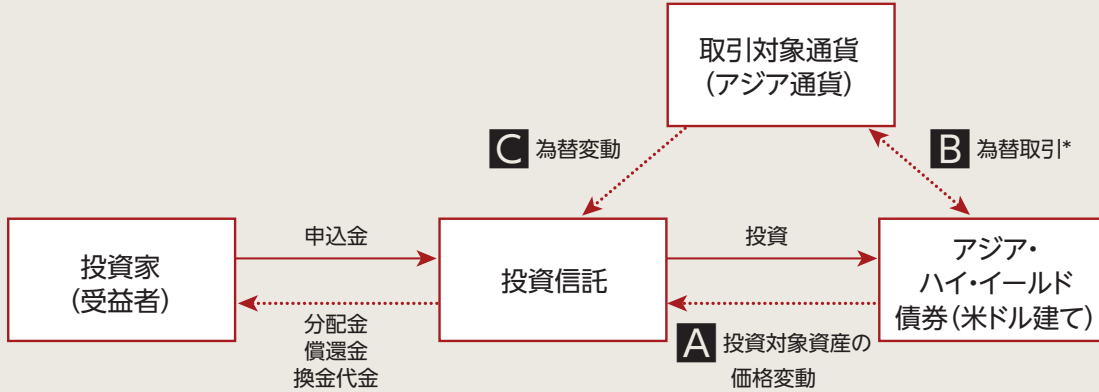 取引対象通貨
（アジア通貨）
C 為替変動
B 為替取引*
投資家
（受益者）
申込金
分配金
償還金
換金代金
投資信託
投資
A 投資対象資産の
価格変動
アジア・
ハイ・イールド
債券（米ドル建て）